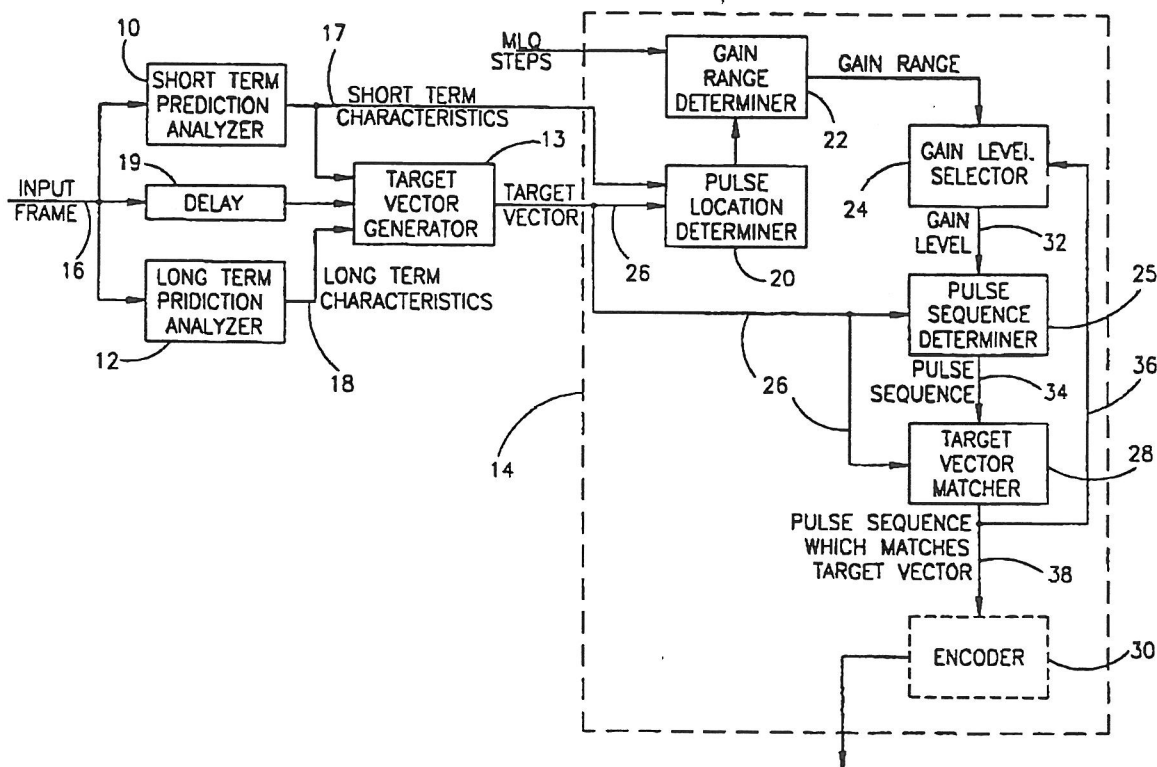 10
17
SHORT TERM
PREDICTION
ANALYZER
SHORT TERM
CHARACTERISTICS
MLQ
STEPS
GAIN
RANGE
DETERMINER
22
GAIN RANGE
19
DELAY
INPUT
FRAME
16
13
TARGET
VECTOR
GENERATOR
TARGET
VECTOR
26
PULSE
LOCATION
DETERMINER
20
GAIN LEVEL
SELECTOR
24
GAIN
LEVEL
32
LONG TERM
PRIDICTION
ANALYZER
12
LONG TERM
CHARACTERISTICS
18
PULSE
SEQUENCE
DETERMINER
25
26
PULSE
SEQUENCE
34
36
14
TARGET
VECTOR
MATCHER
28
PULSE SEQUENCE
WHICH MATCHES
TARGET VECTOR
38
ENCODER
30